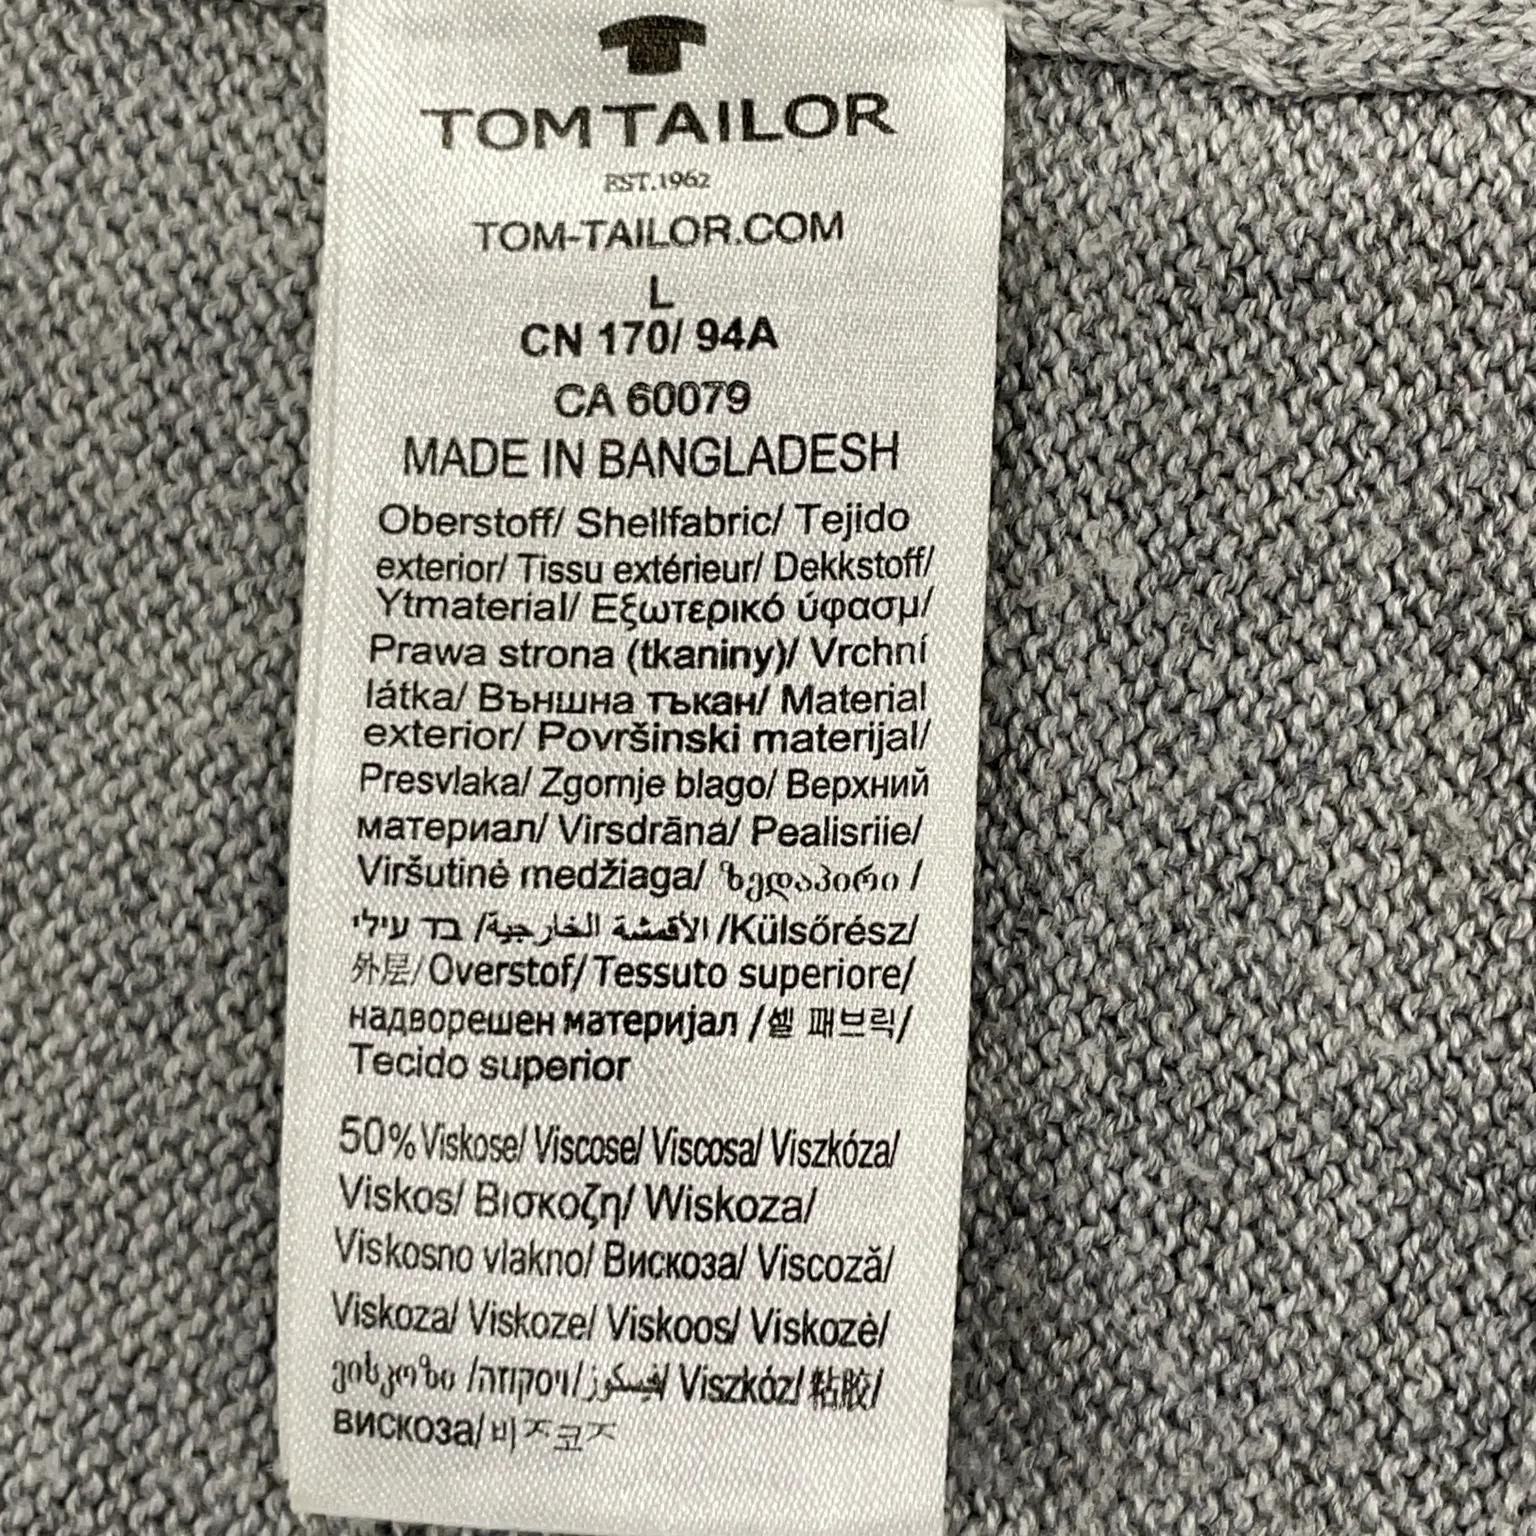 TOM TAILOR
EST.1962
TOM-TAILOR.COM
L
CN 170/ 94A
CA 60079
MADE IN BANGLADESH
Oberstoff/ Shellfabric/ Tejido
exterior/ Tissu extérieur/ Dekkstoff/
Ytmaterial/ Εξωτερικό ύφασμ/
Prawa strona (tkaniny)/ Vrchní
látka/ Външна тъкан/ Material
exterior/ Površinski materijal/
Presvlaka/ Zgornje blago/ Верхний
материал/ Virsdrāna/ Pealisriie/
Viršutinė medžiaga/ ზედაპირი /
בד עילי /الأقمشة الخارجية /Külsőrész/
外层/Overstof/ Tessuto superiore/
надворешен материјал /쉘 패브릭/
Tecido superior
50% Viskose/ Viscose/ Viscosa/ Viszkóza/
Viskos/ Βισκοζη/ Wiskoza/
Viskosno vlakno/ Вискоза/ Viscoză/
Viskoza/ Viskoze/ Viskoos/ Viskozė/
ვისკოზი /ויסקוזה/فيسكوز/ Viszkóz/ 粘胶/
вискоза/ 비ㅈ코ㅈ